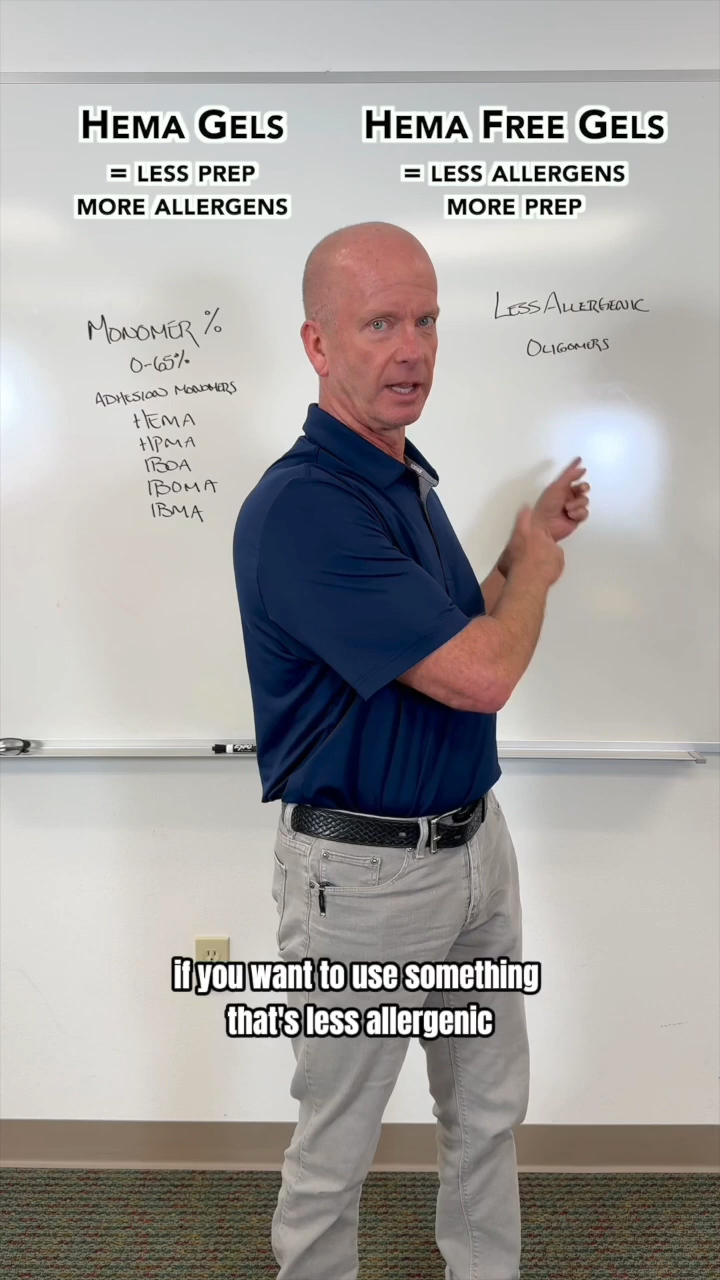 HEMA GELS
= LESS PREP
MORE ALLERGENS
HEMA FREE GELS
= LESS ALLERGENS
MORE PREP
MONOMER %
0-65%
ADHESION MONOMERS
HEMA
HPMA
IBOA
IBOMA
IBMA
LESS ALLERGENIC
OLIGOMERS
if you want to use something
that's less allergenic